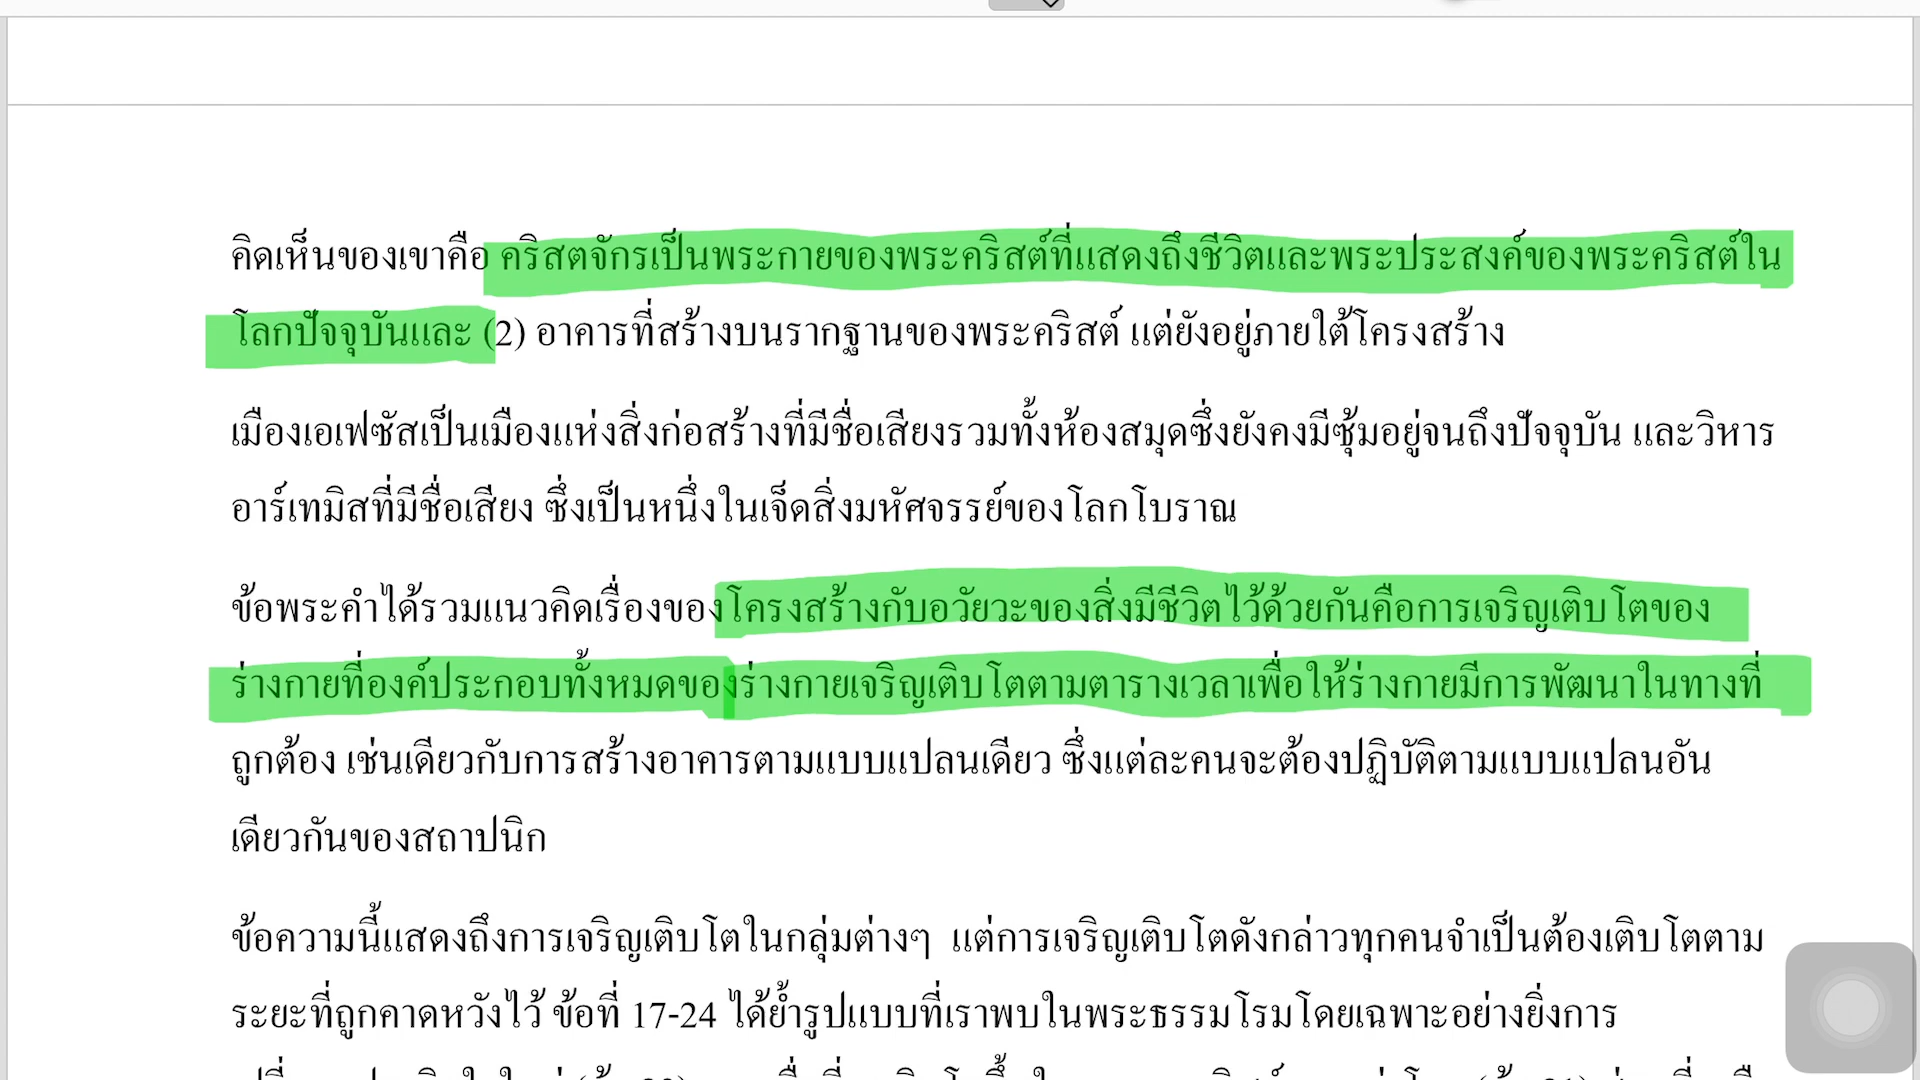 คิดเห็นของเขาคือ คริสตจักรเป็นพระกายของพระคริสต์ที่แสดงถึงชีวิตและพระประสงค์ของพระคริสต์ใน
โลกปัจจุบันและ (2) อาคารที่สร้างบนรากฐานของพระคริสต์ แต่ยังอยู่ภายใต้โครงสร้าง
เมืองเอเฟซัสเป็นเมืองแห่งสิ่งก่อสร้างที่มีชื่อเสียงรวมทั้งห้องสมุดซึ่งยังคงมีซุ้มอยู่จนถึงปัจจุบัน และวิหาร
อาร์เทมิสที่มีชื่อเสียง ซึ่งเป็นหนึ่งในเจ็ดสิ่งมหัศจรรย์ของโลกโบราณ
ข้อพระคำได้รวมแนวคิดเรื่องของโครงสร้างกับอวัยวะของสิ่งมีชีวิตไว้ด้วยกันคือการเจริญเติบโตของ
ร่างกายที่องค์ประกอบทั้งหมดของร่างกายเจริญเติบโตตามตารางเวลาเพื่อให้ร่างกายมีการพัฒนาในทางที่
ถูกต้อง เช่นเดียวกับการสร้างอาคารตามแบบแปลนเดียว ซึ่งแต่ละคนจะต้องปฏิบัติตามแบบแปลนอัน
เดียวกันของสถาปนิก
ข้อความนี้แสดงถึงการเจริญเติบโตในกลุ่มต่างๆ แต่การเจริญเติบโตดังกล่าวทุกคนจำเป็นต้องเติบโตตาม
ระยะที่ถูกคาดหวังไว้ ข้อที่ 17-24 ได้ย้ำรูปแบบที่เราพบในพระธรรมโรมโดยเฉพาะอย่างยิ่งการ